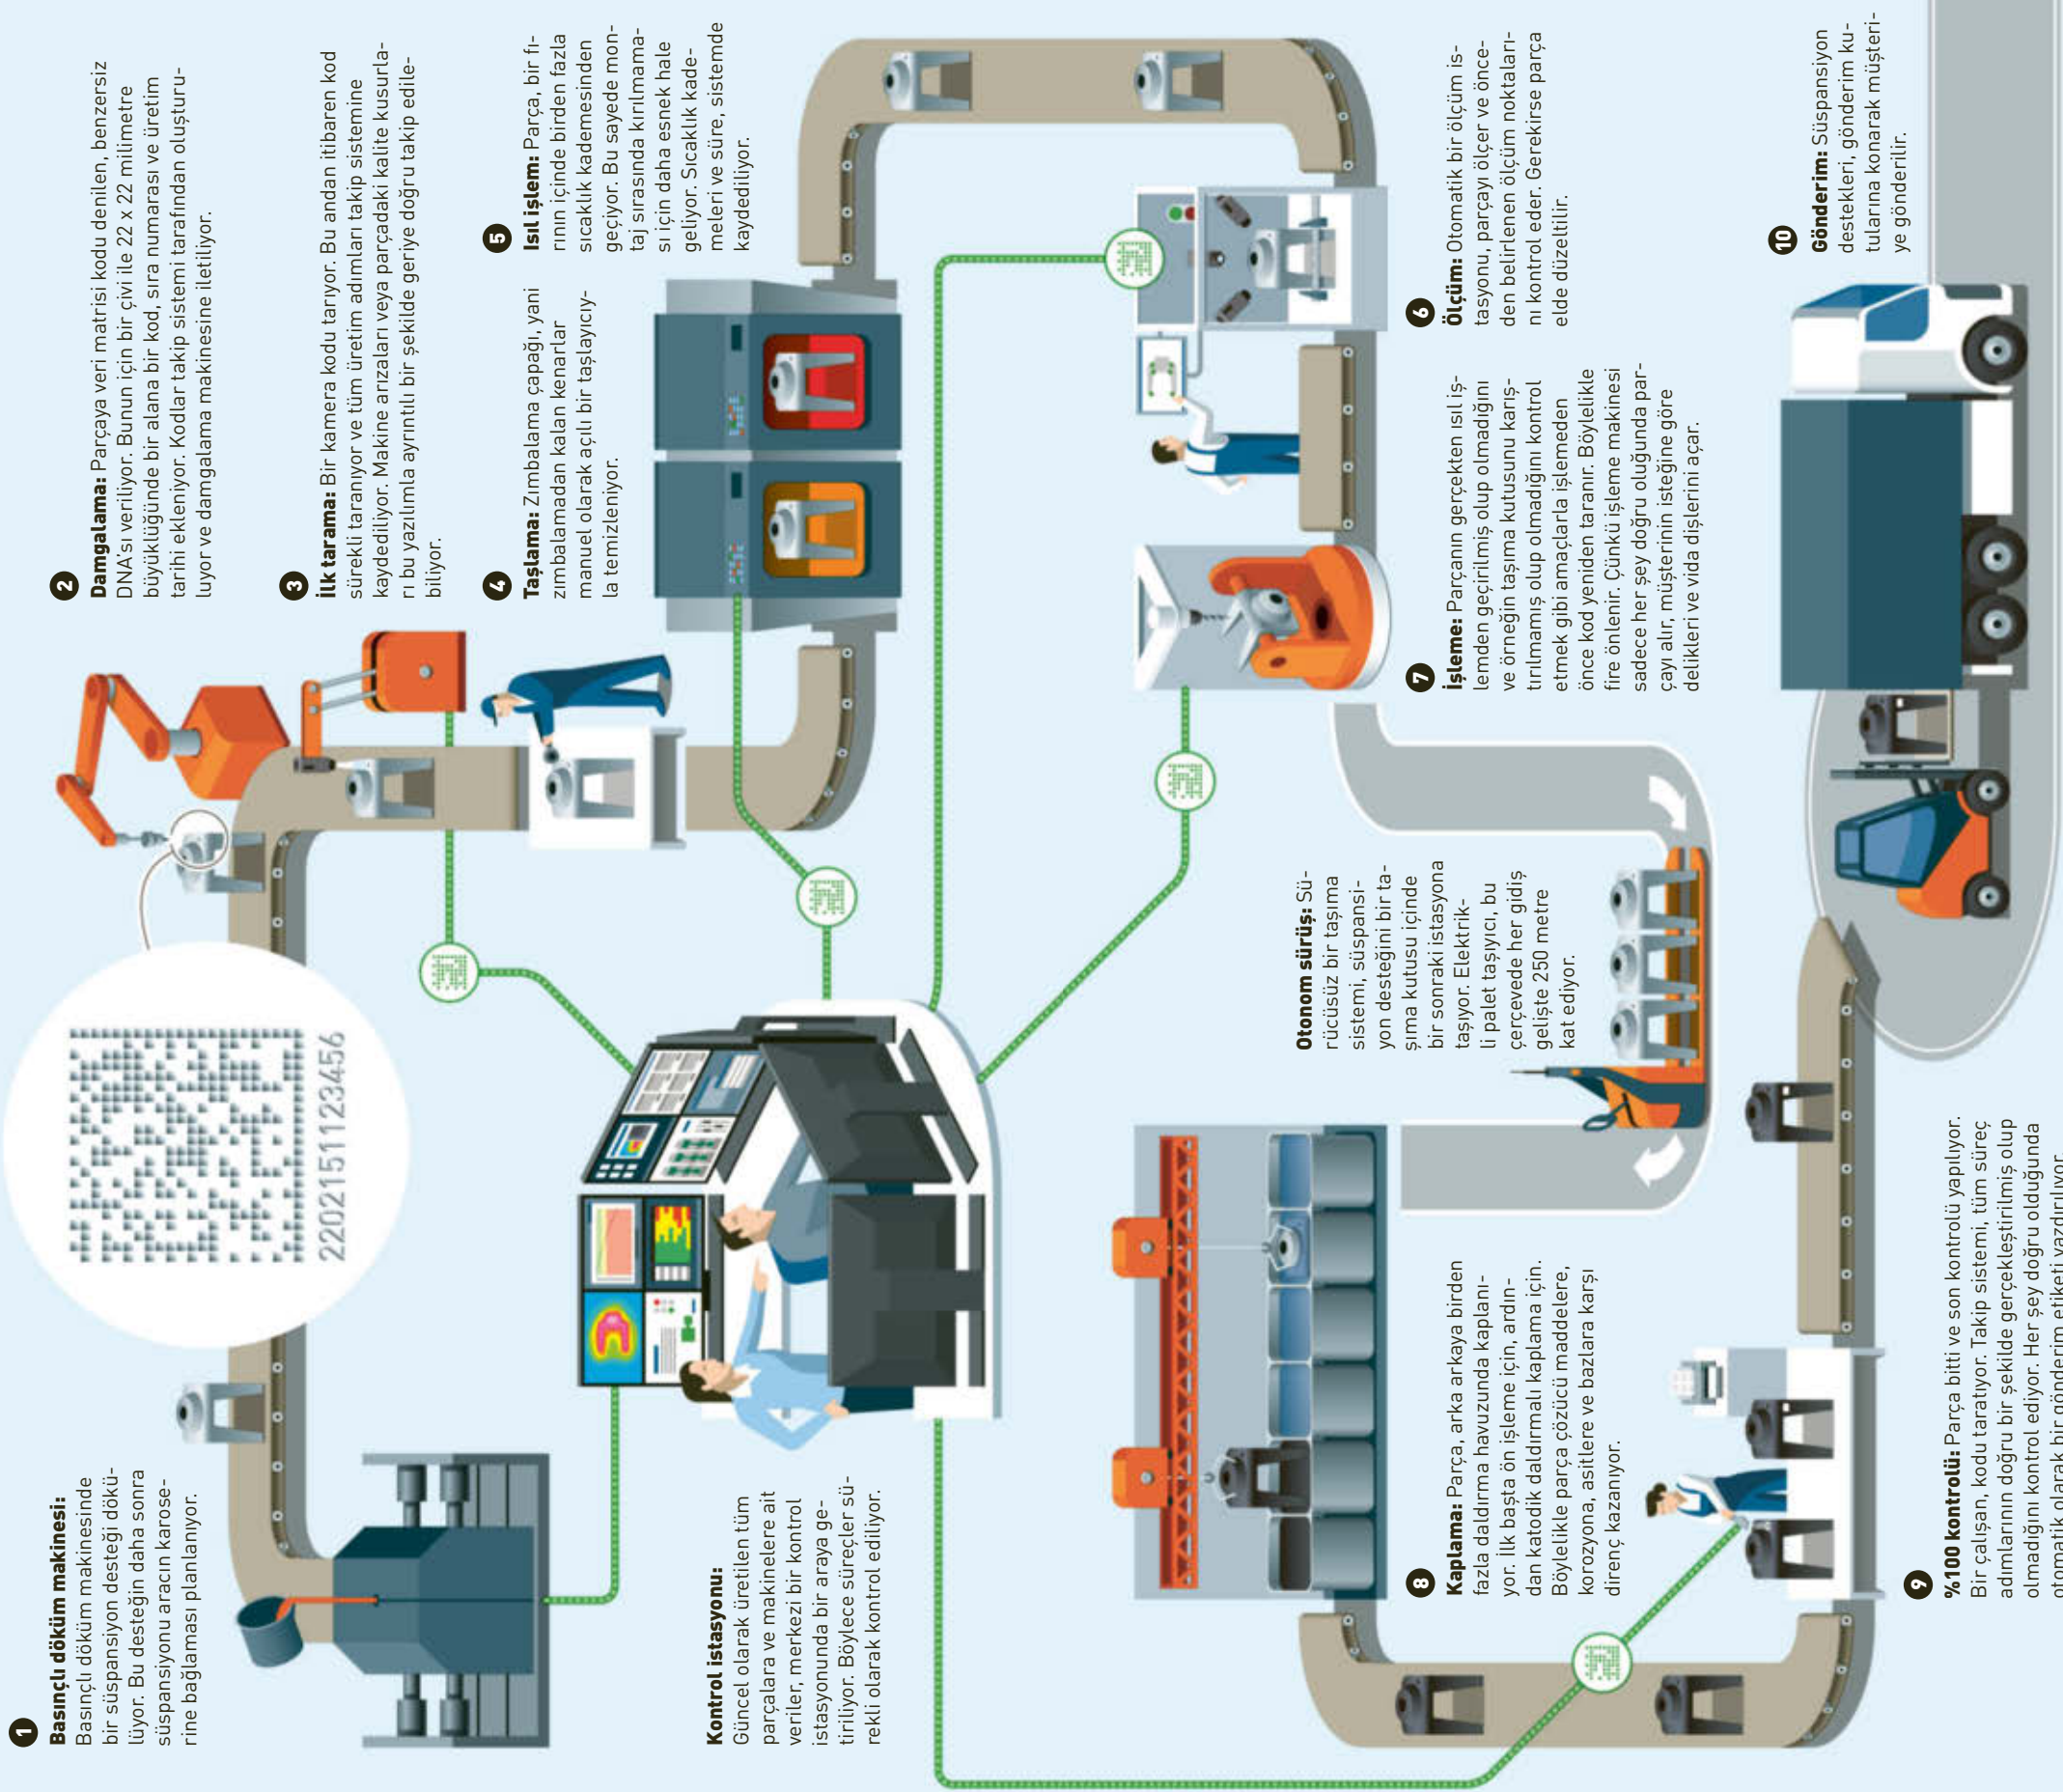 1
Basınçlı döküm makinesi:
Basınçlı döküm makinesinde
bir süspansiyon desteği dökü-
lüyor. Bu desteğin daha sonra
süspansiyonu aracın karose-
rine bağlaması planlanıyor.
2202151123456
2
Damgalama: Parçaya veri matrisi kodu denilen, benzersiz
DNA'sı veriliyor. Bunun için bir çivi ile 22 x 22 milimetre
büyüklüğünde bir alana bir kod, sıra numarası ve üretim
tarihi ekleniyor. Kodlar takip sistemi tarafından oluşturu-
luyor ve damgalama makinesine iletiliyor.
3
İlk tarama: Bir kamera kodu tarıyor. Bu andan itibaren kod
sürekli taranıyor ve tüm üretim adımları takip sistemine
kaydediliyor. Makine arızaları veya parçadaki kalite kusurla-
rı bu yazılımla ayrıntılı bir şekilde geriye doğru takip edile-
biliyor.
4
Taşlama: Zımbalama çapağı, yani
zımbalamadan kalan kenarlar
manuel olarak açılı bir taşlayıcıy-
la temizleniyor.
5
Isıl işlem: Parça, bir fı-
rının içinde birden fazla
sıcaklık kademesinden
geçiyor. Bu sayede mon-
taj sırasında kırılmama-
sı için daha esnek hale
geliyor. Sıcaklık kade-
meleri ve süre, sistemde
kaydediliyor.
Kontrol istasyonu:
Güncel olarak üretilen tüm
parçalara ve makinelere ait
veriler, merkezi bir kontrol
istasyonunda bir araya ge-
tiriliyor. Böylece süreçler sü-
rekli olarak kontrol ediliyor.
6
Ölçüm: Otomatik bir ölçüm is-
tasyonu, parçayı ölçer ve önce-
den belirlenen ölçüm noktaları-
nı kontrol eder. Gerekirse parça
elde düzeltilir.
7
İşleme: Parçanın gerçekten ısıl iş-
lemden geçirilmiş olup olmadığını
ve örneğin taşıma kutusunu karış-
tırılmamış olup olmadığını kontrol
etmek gibi amaçlarla işlemeden
önce kod yeniden taranır. Böylelikle
fire önlenir. Çünkü işleme makinesi
sadece her şey doğru oluğunda par-
çayı alır, müşterinin isteğine göre
delikleri ve vida dişlerini açar.
Otonom sürüş: Sü-
rücüsüz bir taşıma
sistemi, süspansi-
yon desteğini bir ta-
şıma kutusu içinde
bir sonraki istasyona
taşıyor. Elektrik-
li palet taşıyıcı, bu
çerçevede her gidiş
gelişte 250 metre
kat ediyor.
8
Kaplama: Parça, arka arkaya birden
fazla daldırma havuzunda kaplanı-
yor. İlk başta ön işleme için, ardın-
dan katodik daldırmalı kaplama için.
Böylelikle parça çözücü maddelere,
korozyona, asitlere ve bazlara karşı
direnç kazanıyor.
9
%100 kontrolü: Parça bitti ve son kontrolü yapılıyor.
Bir çalışan, kodu taratıyor. Takip sistemi, tüm süreç
adımlarının doğru bir şekilde gerçekleştirilmiş olup
olmadığını kontrol ediyor. Her şey doğru olduğunda
otomatik olarak bir gönderim etiketi yazdırılıyor.
10
Gönderim: Süspansiyon
destekleri, gönderim ku-
tularına konarak müşteri-
ye gönderilir.